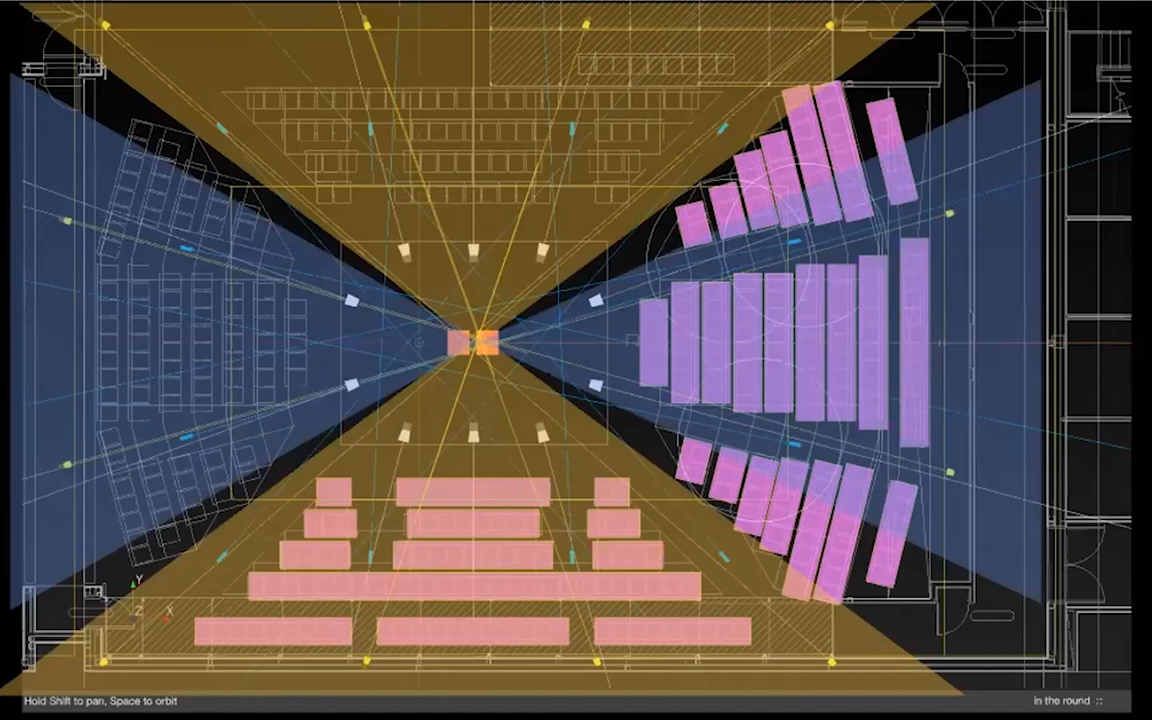 Y
Z X
Hold Shift to pan, Space to orbit
in the round ::